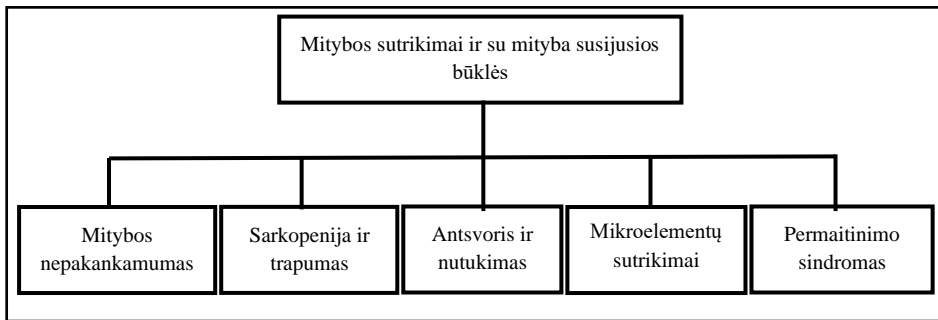 Mitybos sutrikimai ir su mityba susijusios
būklės
Mitybos
nepakankamumas
Sarkopenija ir
trapumas
Antsvoris ir
nutukimas
Mikroelementų
sutrikimai
Permaitinimo
sindromas